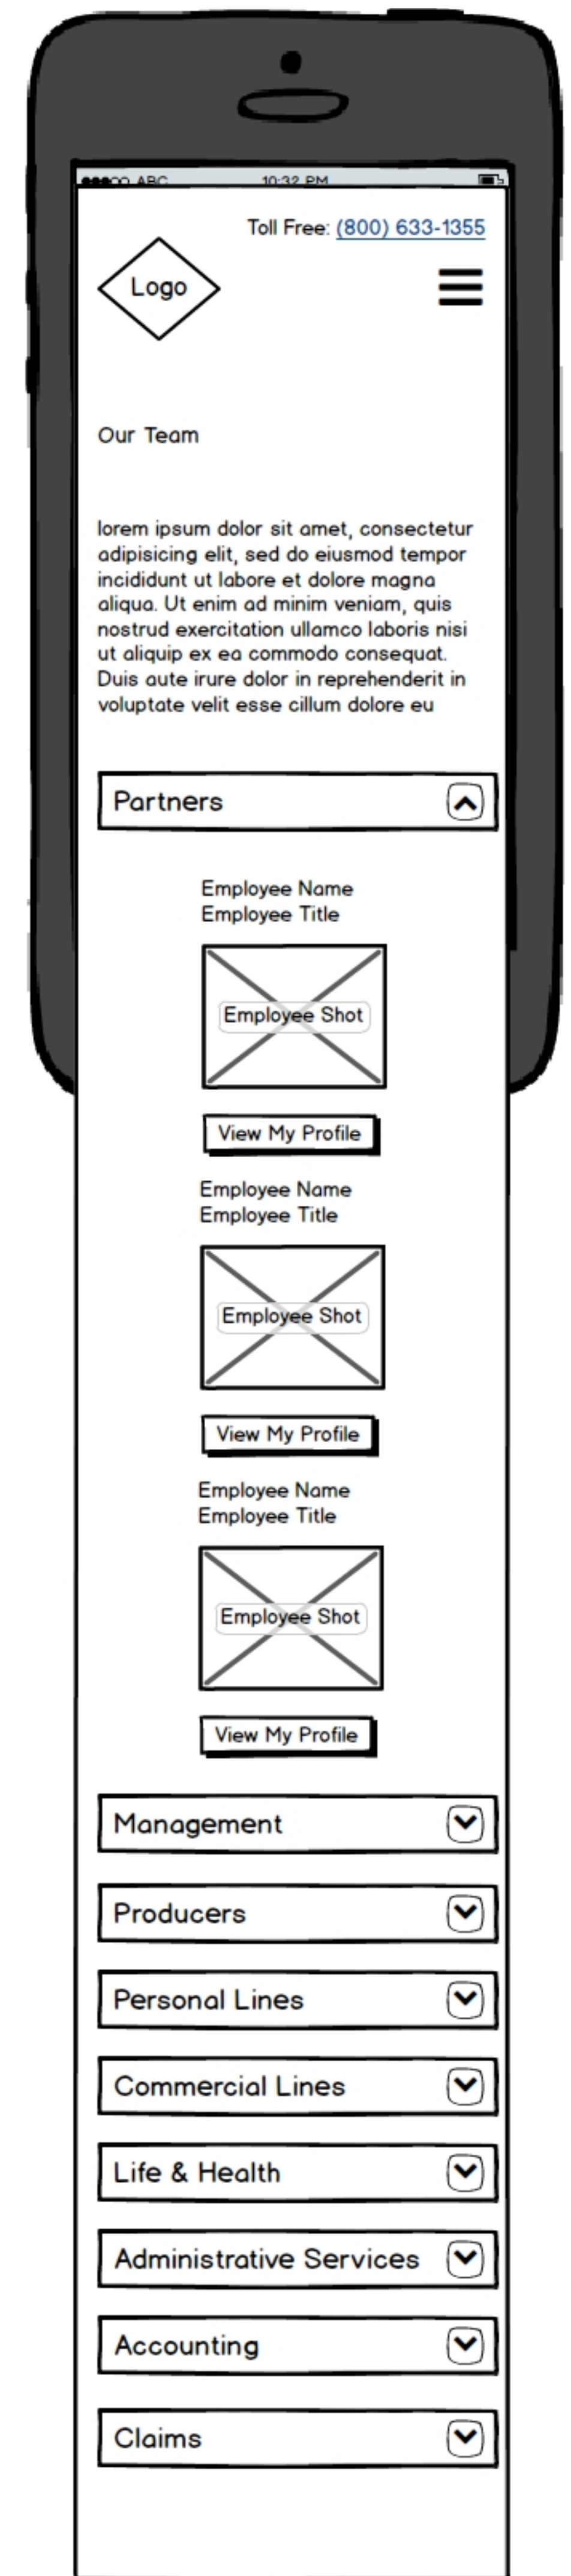 ABC 10:32 PM
Toll Free: (800) 633-1355
Logo
Our Team
lorem ipsum dolor sit amet, consectetur
adipisicing elit, sed do eiusmod tempor
incididunt ut labore et dolore magna
aliqua. Ut enim ad minim veniam, quis
nostrud exercitation ullamco laboris nisi
ut aliquip ex ea commodo consequat.
Duis aute irure dolor in reprehenderit in
voluptate velit esse cillum dolore eu
Partners
Employee Name
Employee Title
Employee Shot
View My Profile
Employee Name
Employee Title
Employee Shot
View My Profile
Employee Name
Employee Title
Employee Shot
View My Profile
Management
Producers
Personal Lines
Commercial Lines
Life & Health
Administrative Services
Accounting
Claims